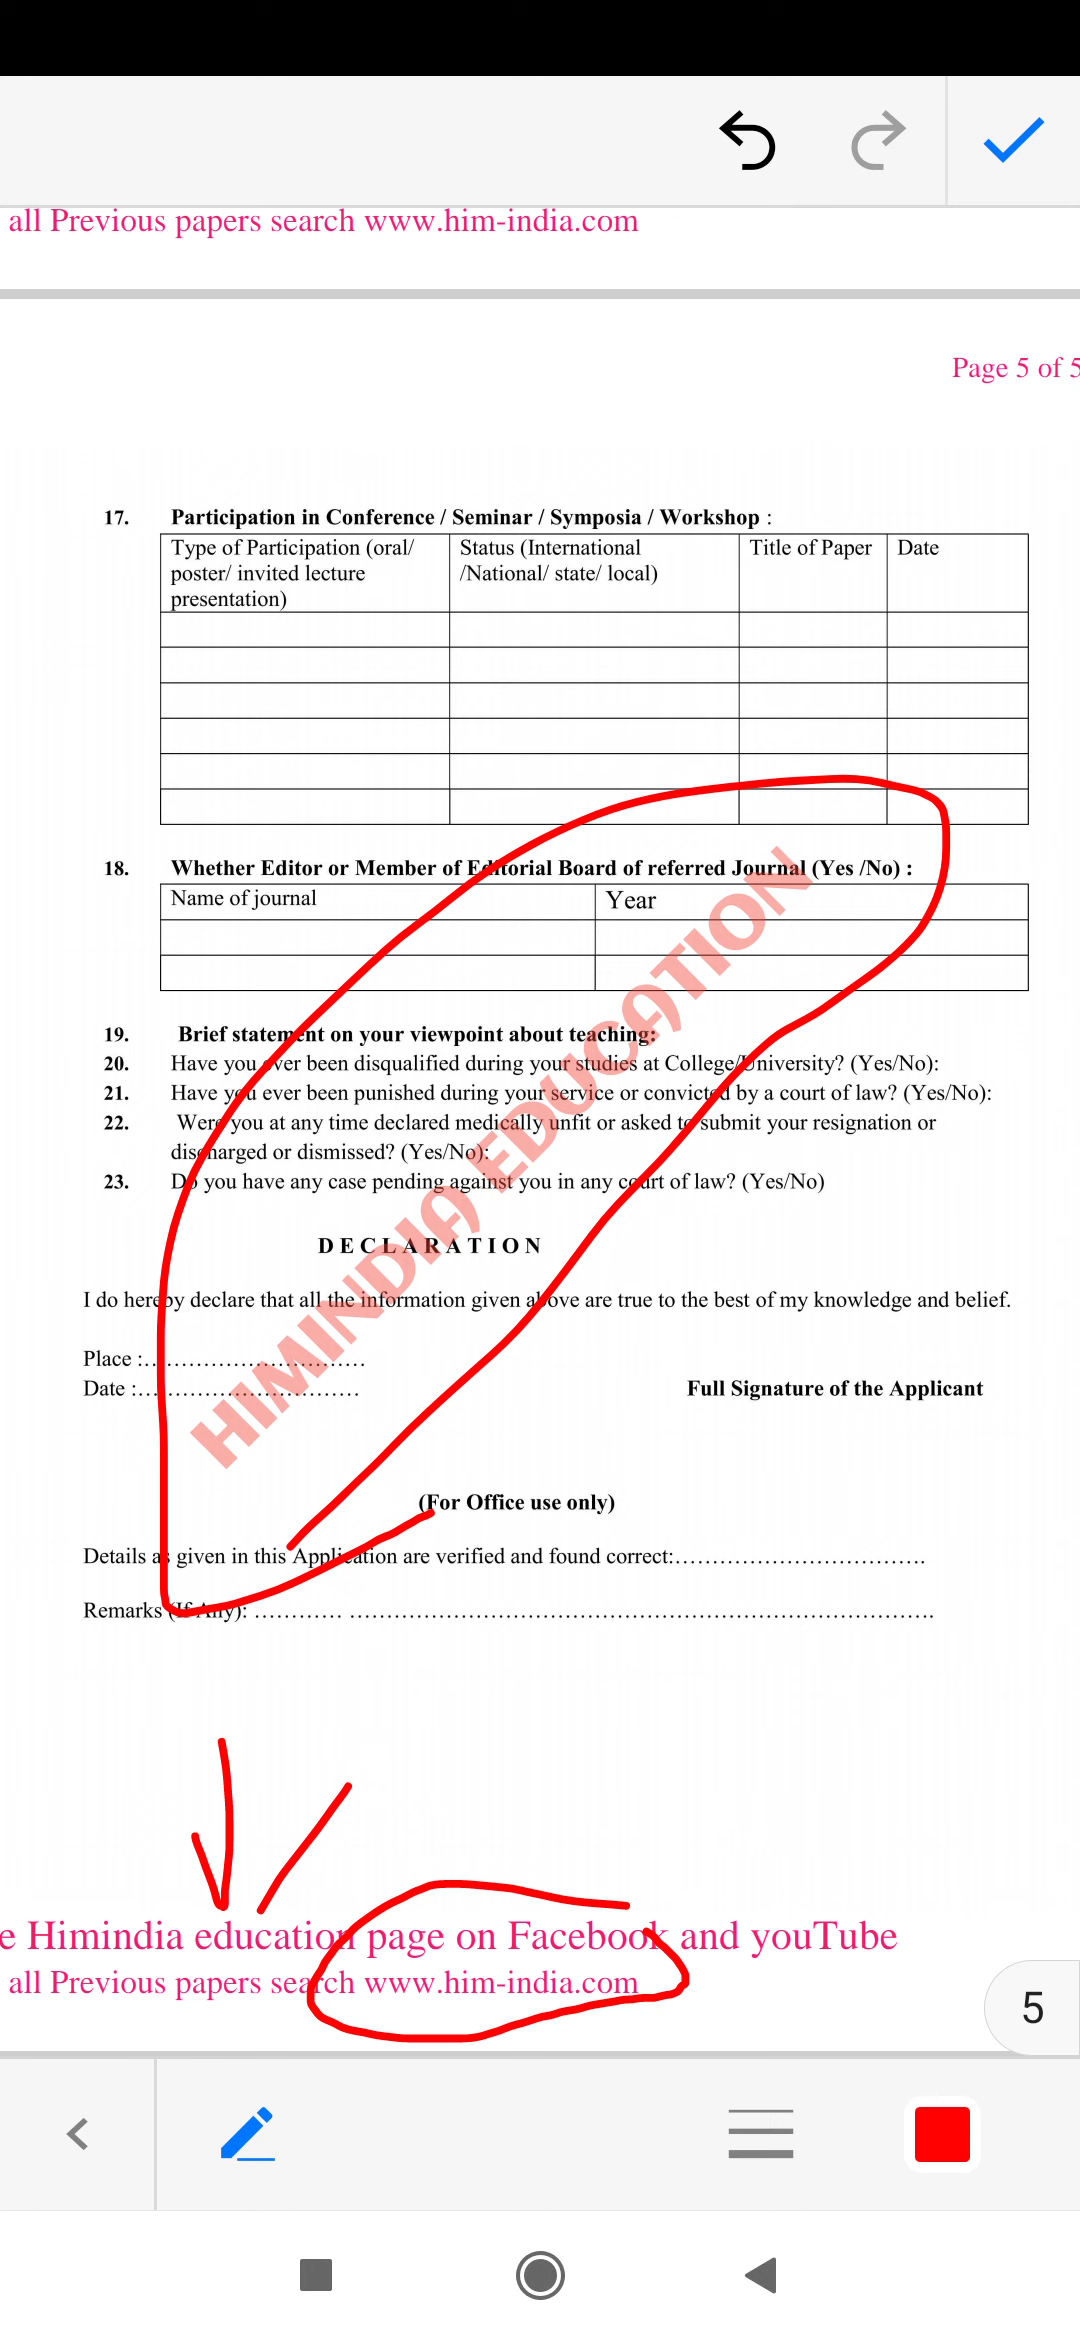 all Previous papers search www.him-india.com
Page 5 of 5
17. Participation in Conference / Seminar / Symposia / Workshop :
Type of Participation (oral/ poster/ invited lecture presentation) Status (International /National/ state/ local) Title of Paper Date
18. Whether Editor or Member of Editorial Board of referred Journal (Yes /No) :
Name of journal Year
19. Brief statement on your viewpoint about teaching:
20. Have you ever been disqualified during your studies at College/University? (Yes/No):
21. Have you ever been punished during your service or convicted by a court of law? (Yes/No):
22. Were you at any time declared medically unfit or asked to submit your resignation or
discharged or dismissed? (Yes/No):
23. Do you have any case pending against you in any court of law? (Yes/No)
HIMINDIA EDUCATION
D E C L A R A T I O N
I do hereby declare that all the information given above are true to the best of my knowledge and belief.
Place :..............................
Date :..............................
Full Signature of the Applicant
(For Office use only)
Details as given in this Application are verified and found correct:..................................
Remarks (If Any): ............ ...............................................................................
e Himindia education page on Facebook and youTube
all Previous papers search www.him-india.com
5